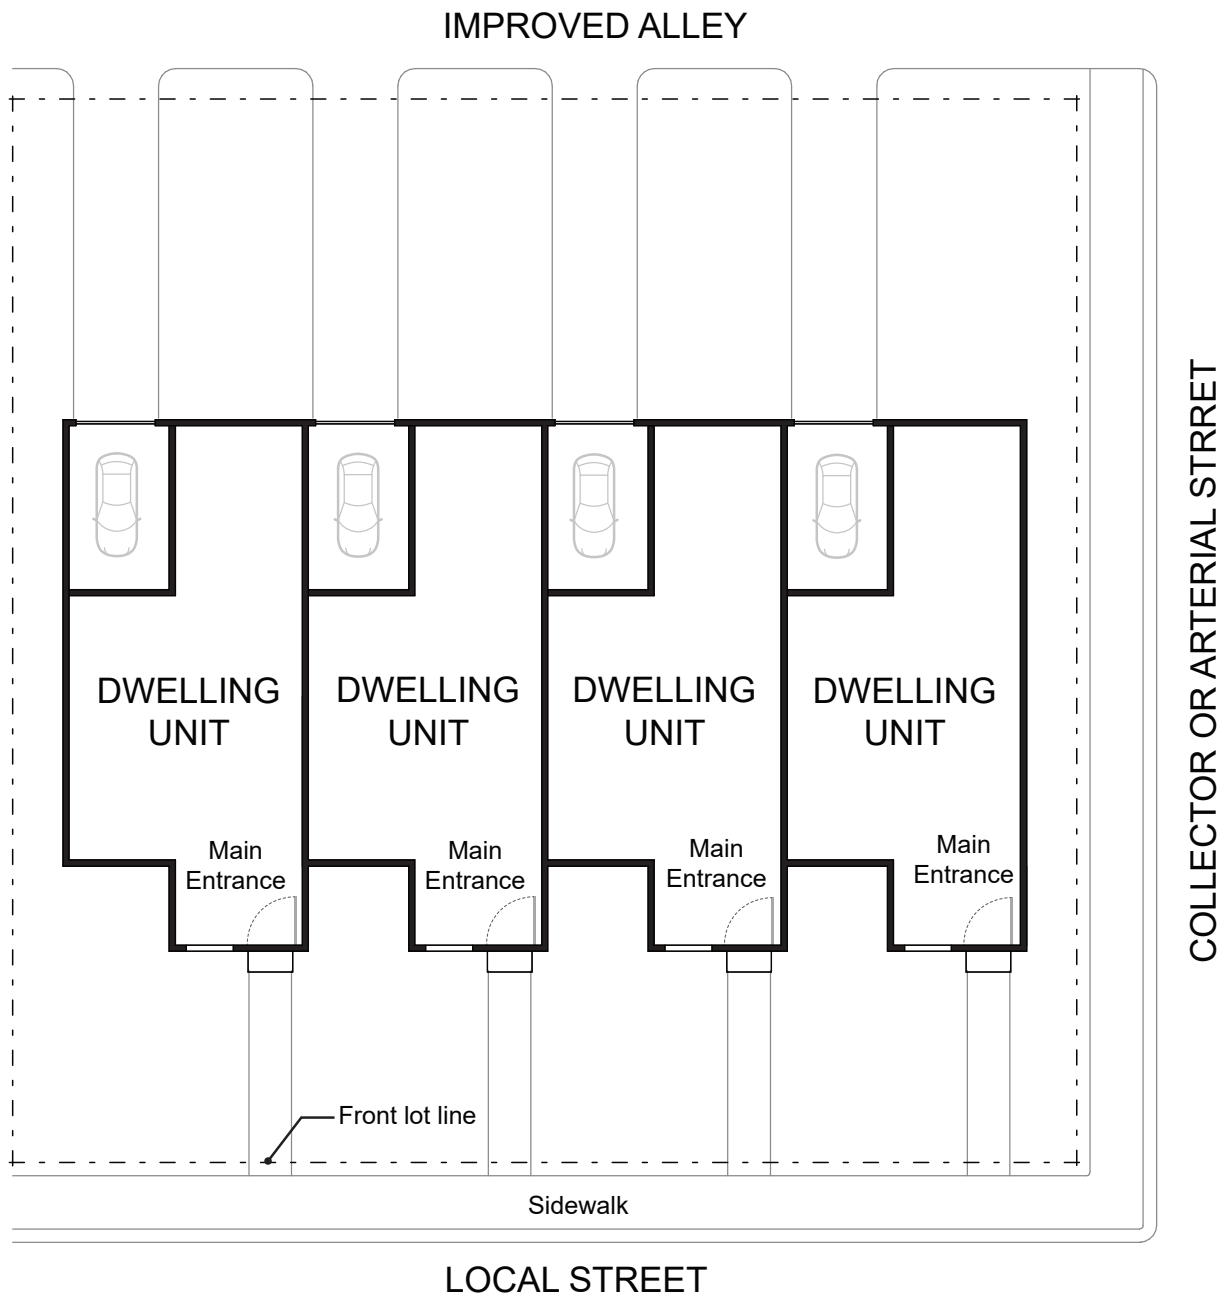 IMPROVED ALLEY
COLLECTOR OR ARTERIAL STRRET
DWELLING
UNIT
DWELLING
UNIT
DWELLING
UNIT
DWELLING
UNIT
Main
Entrance
Main
Entrance
Main
Entrance
Main
Entrance
Front lot line
Sidewalk
LOCAL STREET